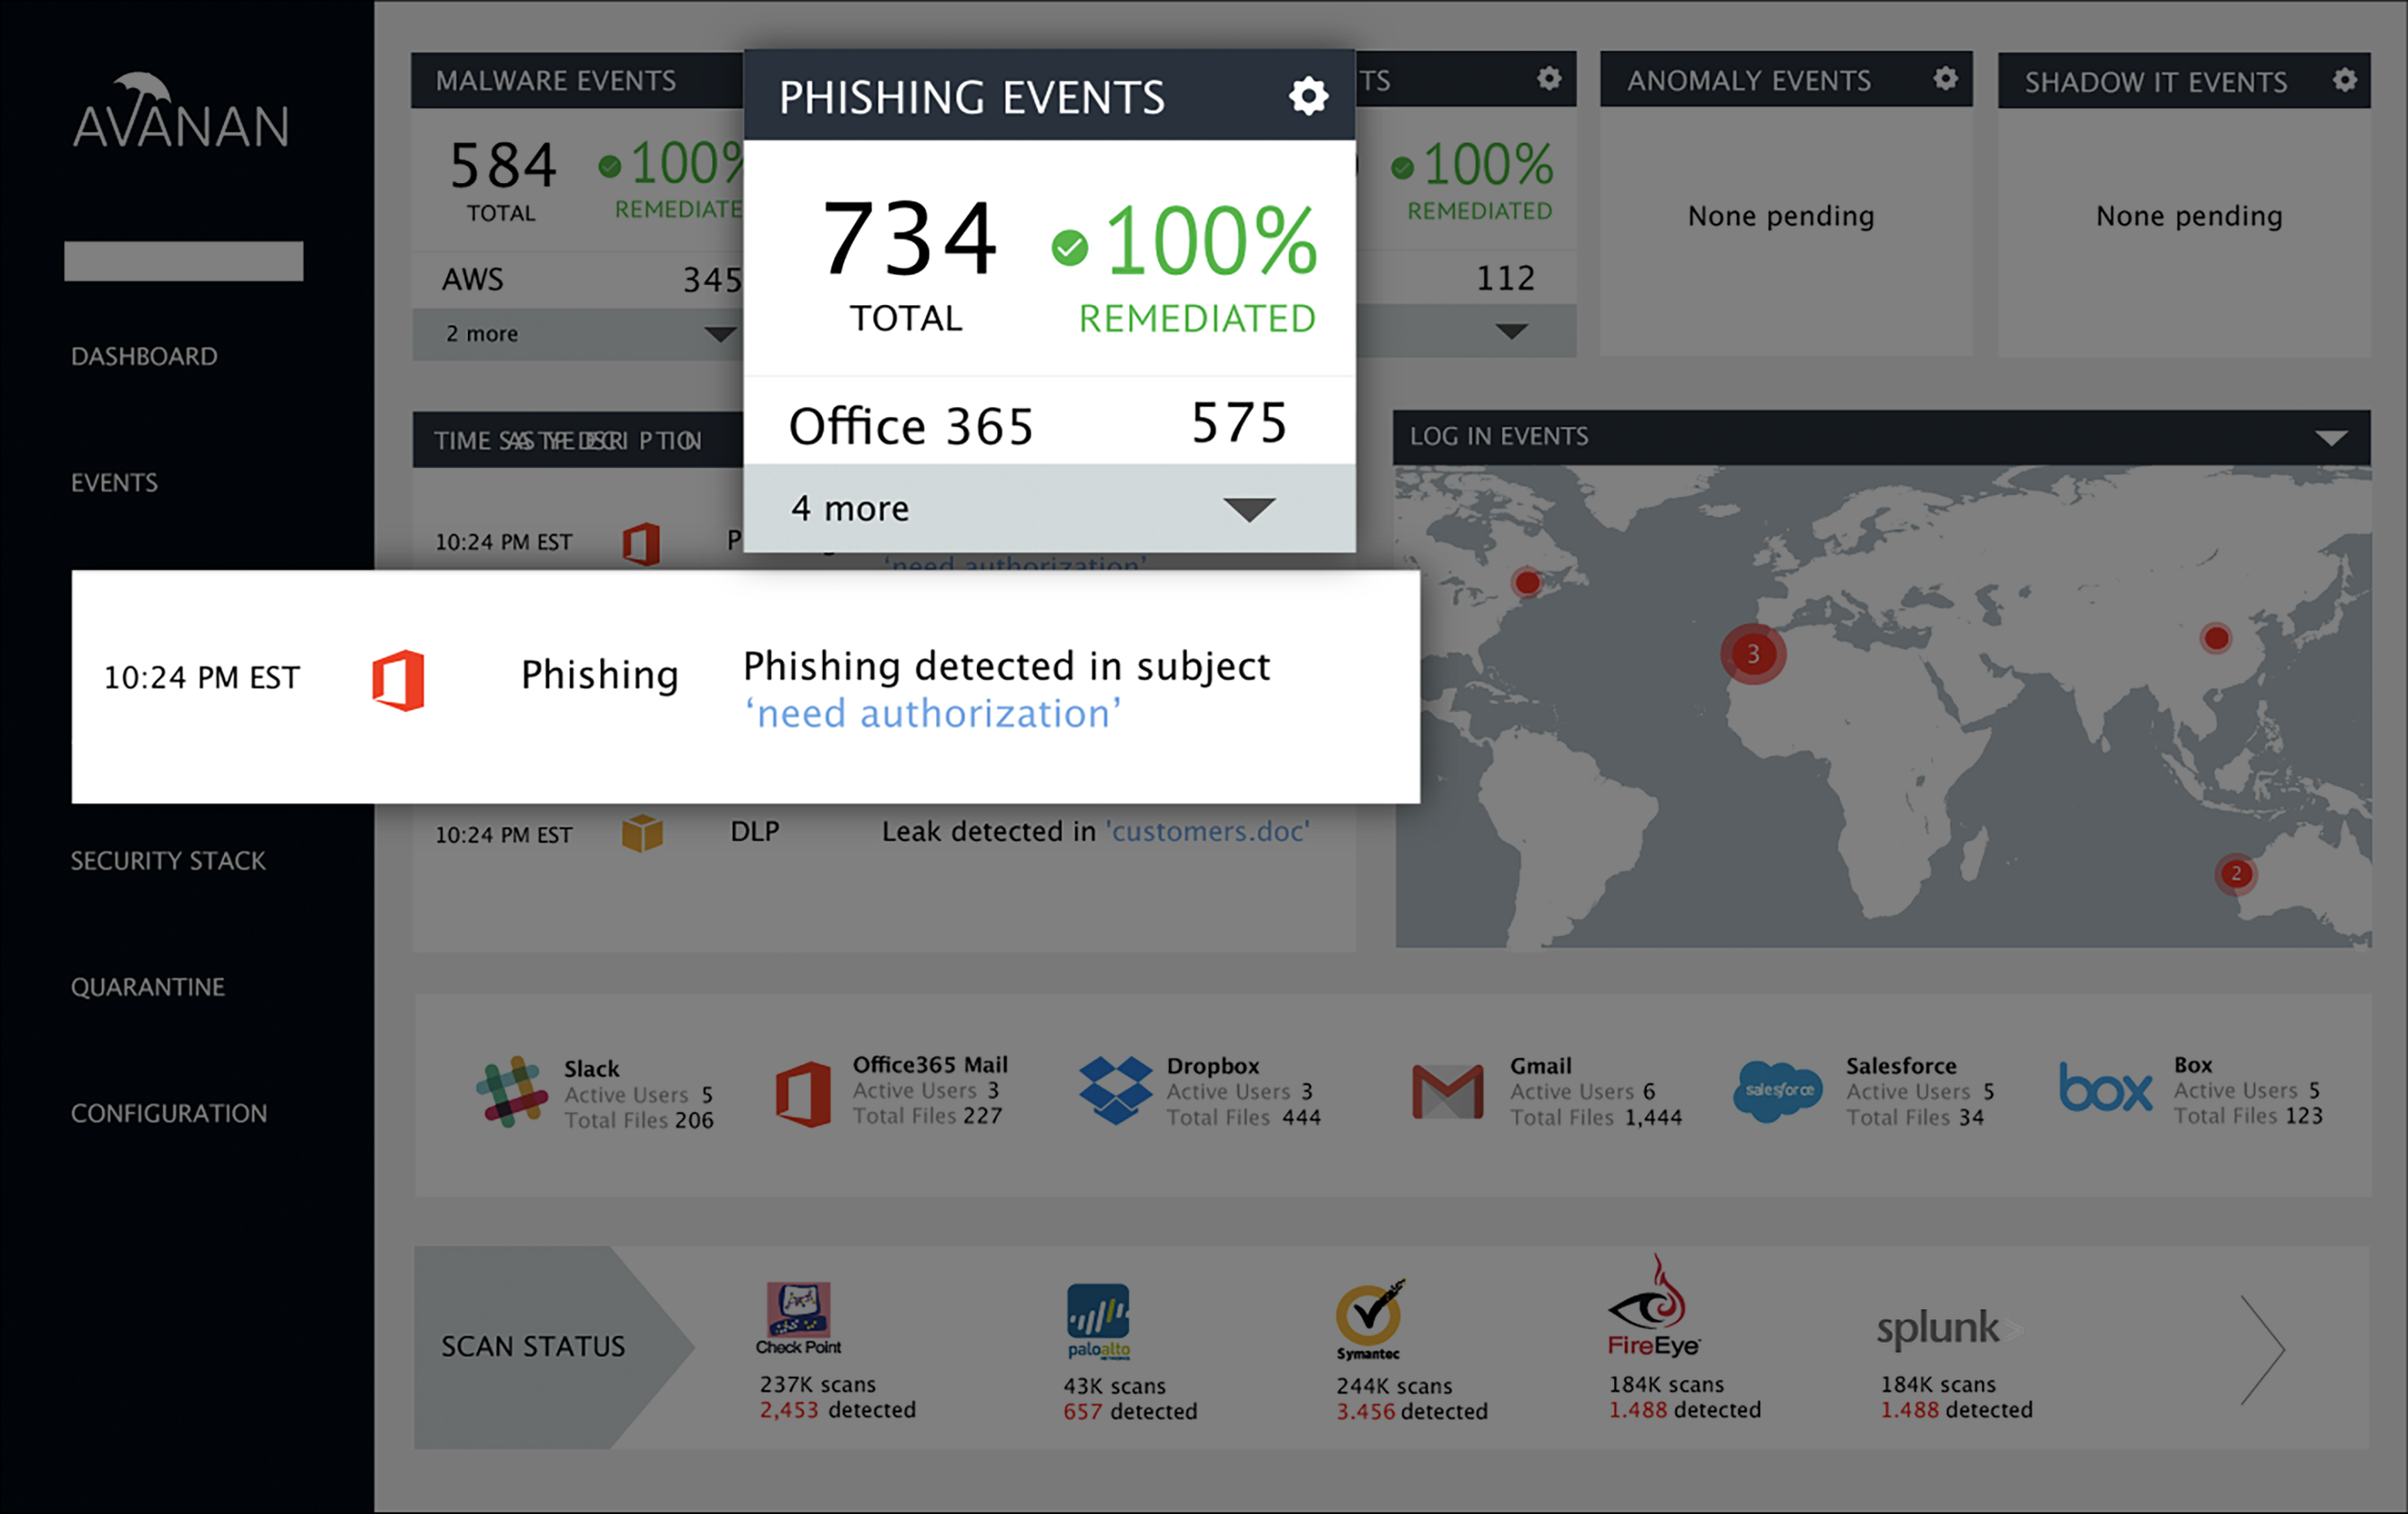 AVANAN
DASHBOARD
EVENTS
SECURITY STACK
QUARANTINE
CONFIGURATION
MALWARE EVENTS
584
100%
TOTAL
REMEDIATE
AWS 345
2 more
PHISHING EVENTS
734
100%
TOTAL
REMEDIATED
Office 365 575
4 more
TS
100%
REMEDIATED
112
ANOMALY EVENTS
None pending
SHADOW IT EVENTS
None pending
TIME
10:24 PM EST P
'need authorization'
10:24 PM EST Phishing Phishing detected in subject
‘need authorization’
10:24 PM EST DLP Leak detected in 'customers.doc'
LOG IN EVENTS
3
2
Slack
Active Users 5
Total Files 206
Office365 Mail
Active Users 3
Total Files 227
Dropbox
Active Users 3
Total Files 444
Gmail
Active Users 6
Total Files 1,444
salesforce
Salesforce
Active Users 5
Total Files 34
box
Box
Active Users 5
Total Files 123
SCAN STATUS
Check Point
237K scans
2,453 detected
paloalto
NETWORKS
43K scans
657 detected
Symantec
244K scans
3.456 detected
FireEye
184K scans
1.488 detected
splunk>
184K scans
1.488 detected